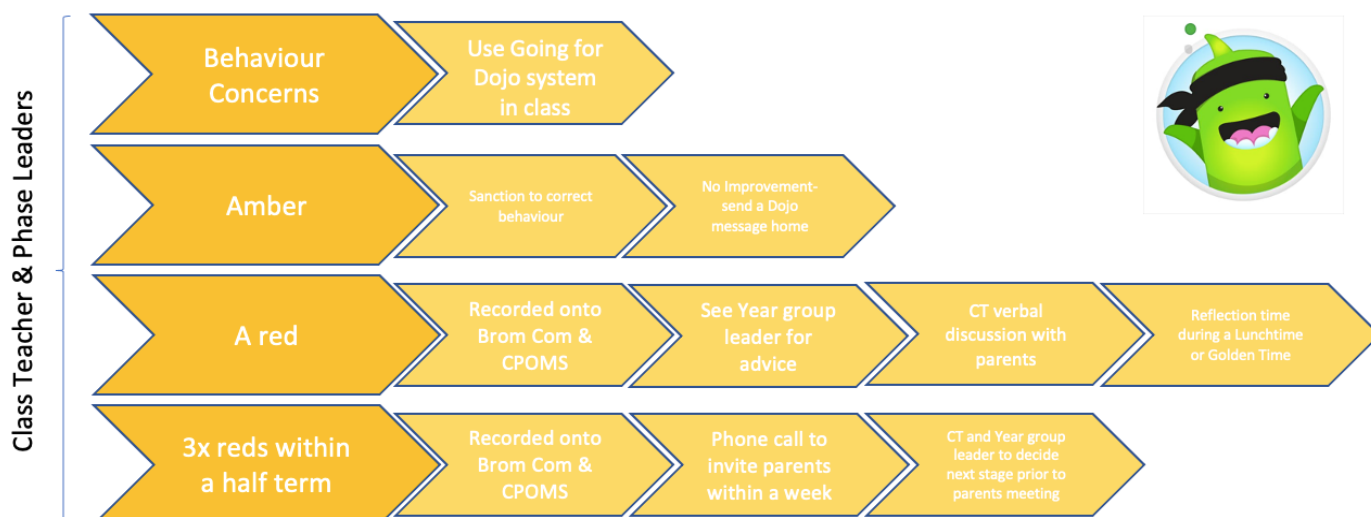 Class Teacher & Phase Leaders
Behaviour
Concerns
Use Going for
Dojo system
in class
Amber
Sanction to correct
behaviour
No Improvement-
send a Dojo
message home
A red
Recorded onto
Brom Com &
CPOMS
See Year group
leader for
advice
CT verbal
discussion with
parents
Reflection time
during a Lunchtime
or Golden Time
3x reds within
a half term
Recorded onto
Brom Com &
CPOMS
Phone call to
invite parents
within a week
CT and Year group
leader to decide
next stage prior to
parents meeting